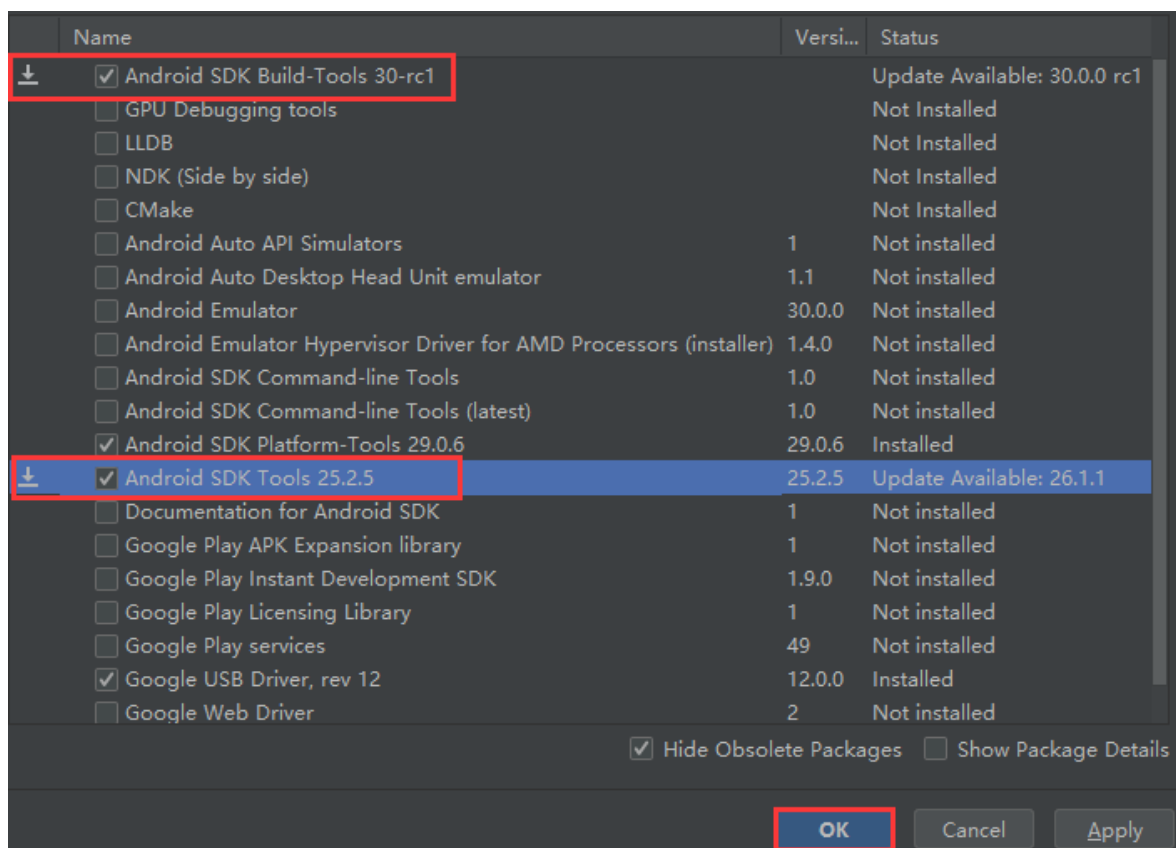 Name Versi... Status
Android SDK Build-Tools 30-rc1 Update Available: 30.0.0 rc1
GPU Debugging tools Not Installed
LLDB Not Installed
NDK (Side by side) Not Installed
CMake Not Installed
Android Auto API Simulators 1 Not installed
Android Auto Desktop Head Unit emulator 1.1 Not installed
Android Emulator 30.0.0 Not installed
Android Emulator Hypervisor Driver for AMD Processors (installer) 1.4.0 Not installed
Android SDK Command-line Tools 1.0 Not installed
Android SDK Command-line Tools (latest) 1.0 Not installed
Android SDK Platform-Tools 29.0.6 29.0.6 Installed
Android SDK Tools 25.2.5 25.2.5 Update Available: 26.1.1
Documentation for Android SDK 1 Not installed
Google Play APK Expansion library 1 Not installed
Google Play Instant Development SDK 1.9.0 Not installed
Google Play Licensing Library 1 Not installed
Google Play services 49 Not installed
Google USB Driver, rev 12 12.0.0 Installed
Google Web Driver 2 Not installed
Hide Obsolete Packages Show Package Details
OK Cancel Apply